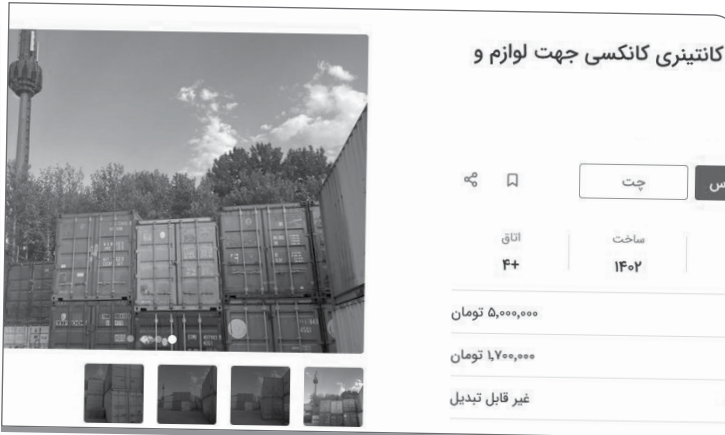 کانتینری کانکسی جهت لوازم و
چت
ساخت
اتاق
۱۴۰۲
۴+
۵,۰۰۰,۰۰۰ تومان
۱,۷۰۰,۰۰۰ تومان
غیر قابل تبدیل